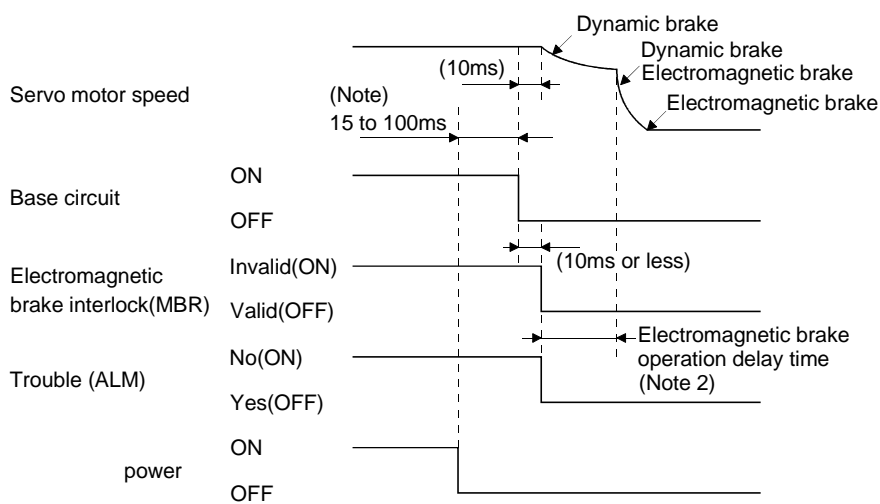 Dynamic brake
Dynamic brake
Electromagnetic brake
Electromagnetic brake
(10ms)
Servo motor speed
(Note)
15 to 100ms
Base circuit
ON
OFF
(10ms or less)
Electromagnetic
brake interlock(MBR)
Invalid(ON)
Valid(OFF)
Electromagnetic brake
operation delay time
(Note 2)
Trouble (ALM)
No(ON)
Yes(OFF)
power
ON
OFF